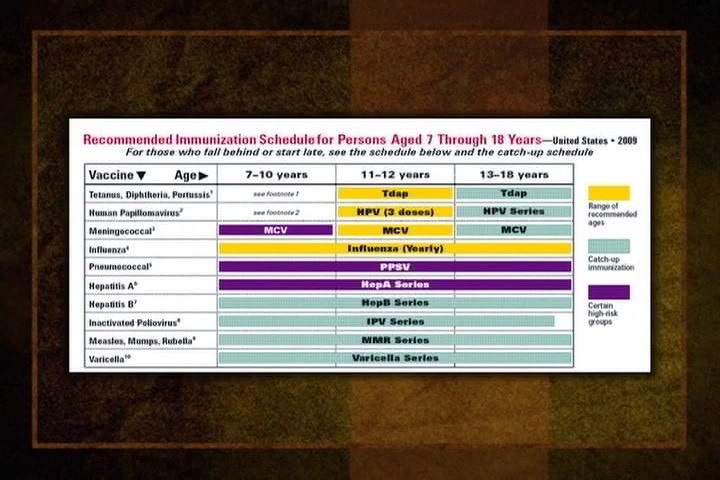 Recommended Immunization Schedule for Persons Aged 7 Through 18 Years—United States • 2009
For those who fall behind or start late, see the schedule below and the catch-up schedule
Vaccine ▼ Age ► 7–10 years 11–12 years 13–18 years
Tetanus, Diphtheria, Pertussis¹ see footnote 1 Tdap Tdap
Human Papillomavirus² see footnote 2 HPV (3 doses) HPV Series
Meningococcal³ MCV MCV MCV
Influenza⁴ Influenza (Yearly)
Pneumococcal⁵ PPSV
Hepatitis A⁶ HepA Series
Hepatitis B⁷ HepB Series
Inactivated Poliovirus⁸ IPV Series
Measles, Mumps, Rubella⁹ MMR Series
Varicella¹⁰ Varicella Series
Range of
recommended
ages
Catch-up
immunization
Certain
high-risk
groups